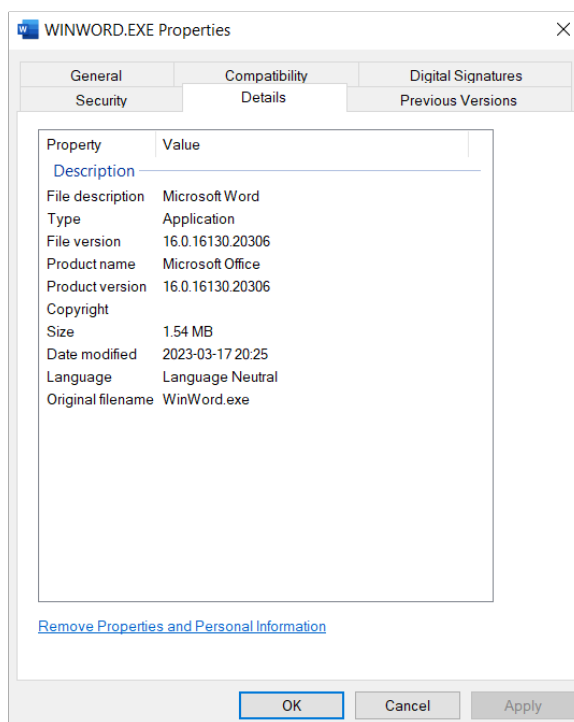 WINWORD.EXE Properties
General Compatibility Digital Signatures
Security Details Previous Versions
Property Value
Description
File description Microsoft Word
Type Application
File version 16.0.16130.20306
Product name Microsoft Office
Product version 16.0.16130.20306
Copyright
Size 1.54 MB
Date modified 2023-03-17 20:25
Language Language Neutral
Original filename WinWord.exe
Remove Properties and Personal Information
OK Cancel Apply